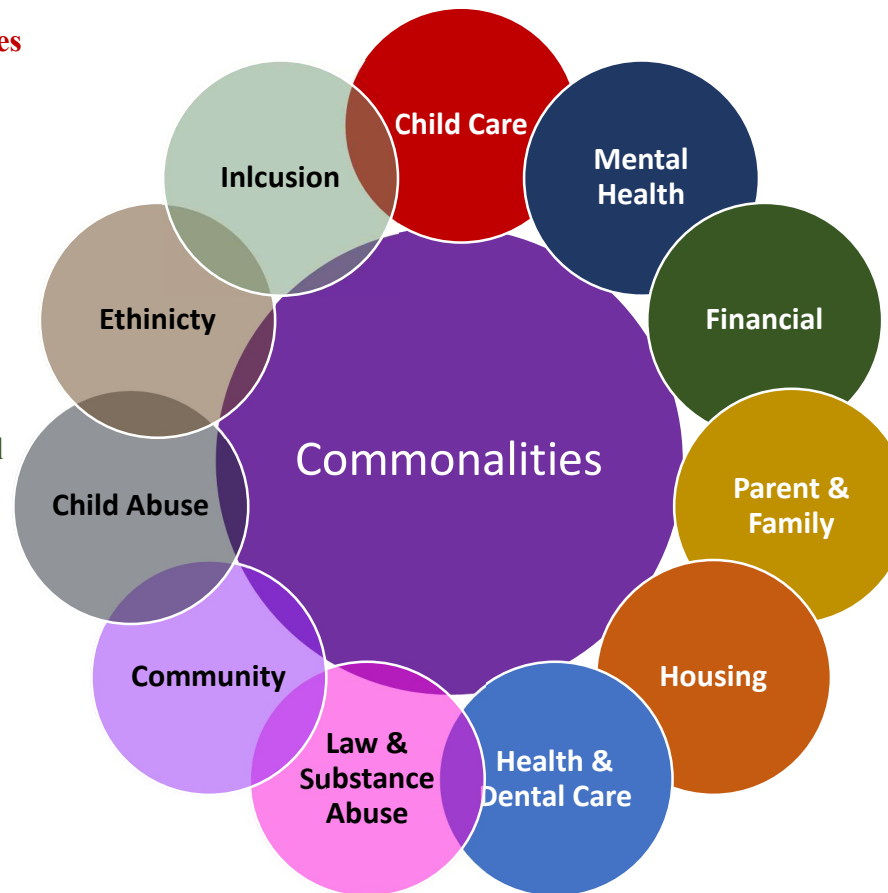 es
Child Care
Mental
Health
Inlcusion
Financial
Ethinicty
l
Commonalities
Parent &
Family
Child Abuse
Community
Housing
Law &
Substance
Abuse
Health &
Dental Care